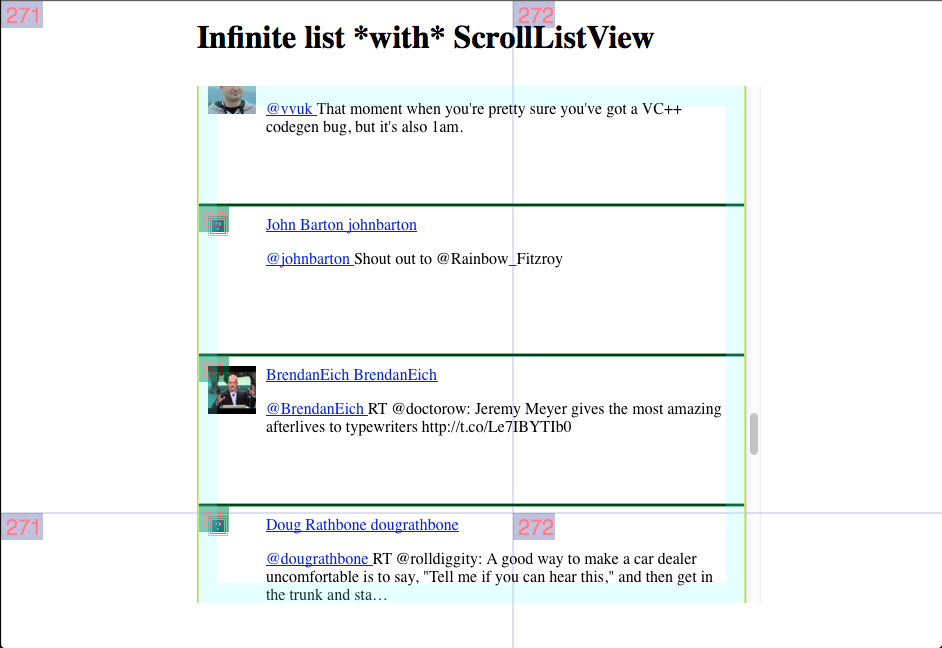 271
272
Infinite list *with* ScrollListView
@vvuk That moment when you're pretty sure you've got a VC++
codegen bug, but it's also 1am.
John Barton johnbarton
@johnbarton Shout out to @Rainbow_Fitzroy
BrendanEich BrendanEich
@BrendanEich RT @doctorow: Jeremy Meyer gives the most amazing
afterlives to typewriters http://t.co/Le7IBYTIb0
271
272
?
Doug Rathbone dougrathbone
@dougrathbone RT @rolldiggity: A good way to make a car dealer
uncomfortable is to say, "Tell me if you can hear this," and then get in
the trunk and sta…